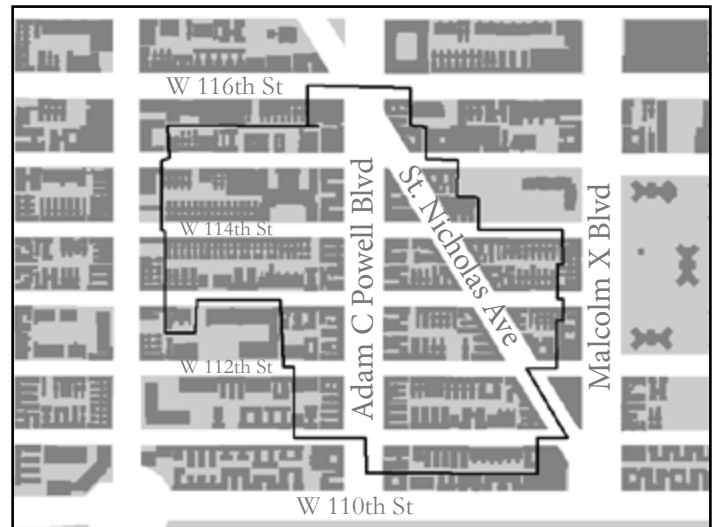 W 116th St
W 114th St
Adam C Powell Blvd
St. Nicholas Ave
Malcolm X Blvd
W 112th St
W 110th St